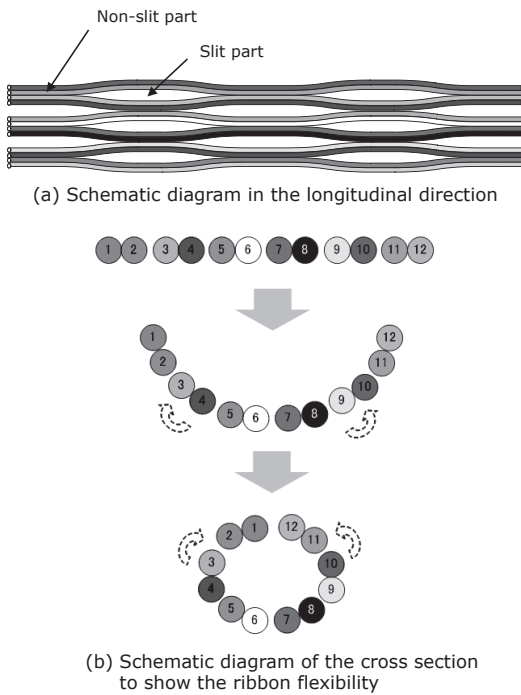 Non-slit part
Slit part
(a) Schematic diagram in the longitudinal direction
1 2 3 4 5 6 7 8 9 10 11 12
1 12
2 11
3 10
4 9
5 6 7 8
2 1 12 11
3 10
4 9
5 6 7 8
(b) Schematic diagram of the cross section
to show the ribbon flexibility